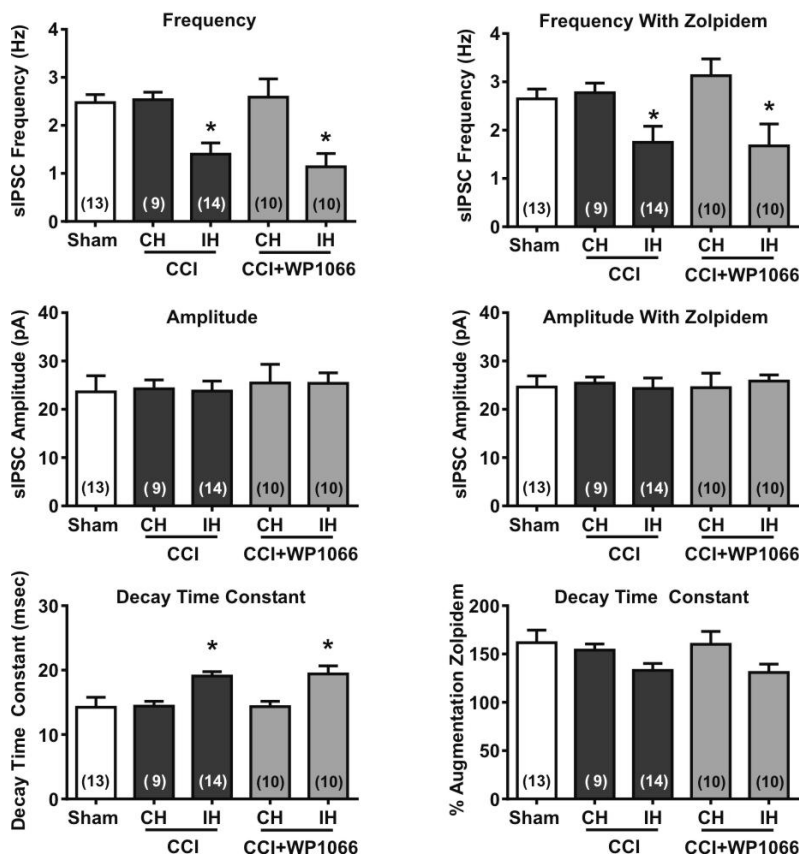 Frequency
sIPSC Frequency (Hz)
4
3
2
1
0
* *
(13) ( 9) (14) (10) (10)
Sham CH IH CH IH
CCI CCI+WP1066
Frequency With Zolpidem
sIPSC Frequency (Hz)
4
3
2
1
0
* *
(13) ( 9) (14) (10) (10)
Sham CH IH CH IH
CCI CCI+WP1066
Amplitude
sIPSC Amplitude (pA)
40
30
20
10
0
(13) ( 9) (14) (10) (10)
Sham CH IH CH IH
CCI CCI+WP1066
Amplitude With Zolpidem
sIPSC Amplitude (pA)
40
30
20
10
0
(13) ( 9) (14) (10) (10)
Sham CH IH CH IH
CCI CCI+WP1066
Decay Time Constant
Decay Time Constant (msec)
30
20
10
0
* *
(13) ( 9) (14) (10) (10)
Sham CH IH CH IH
CCI CCI+WP1066
Decay Time Constant
% Augmentation Zolpidem
200
150
100
50
0
(13) ( 9) (14) (10) (10)
Sham CH IH CH IH
CCI CCI+WP1066